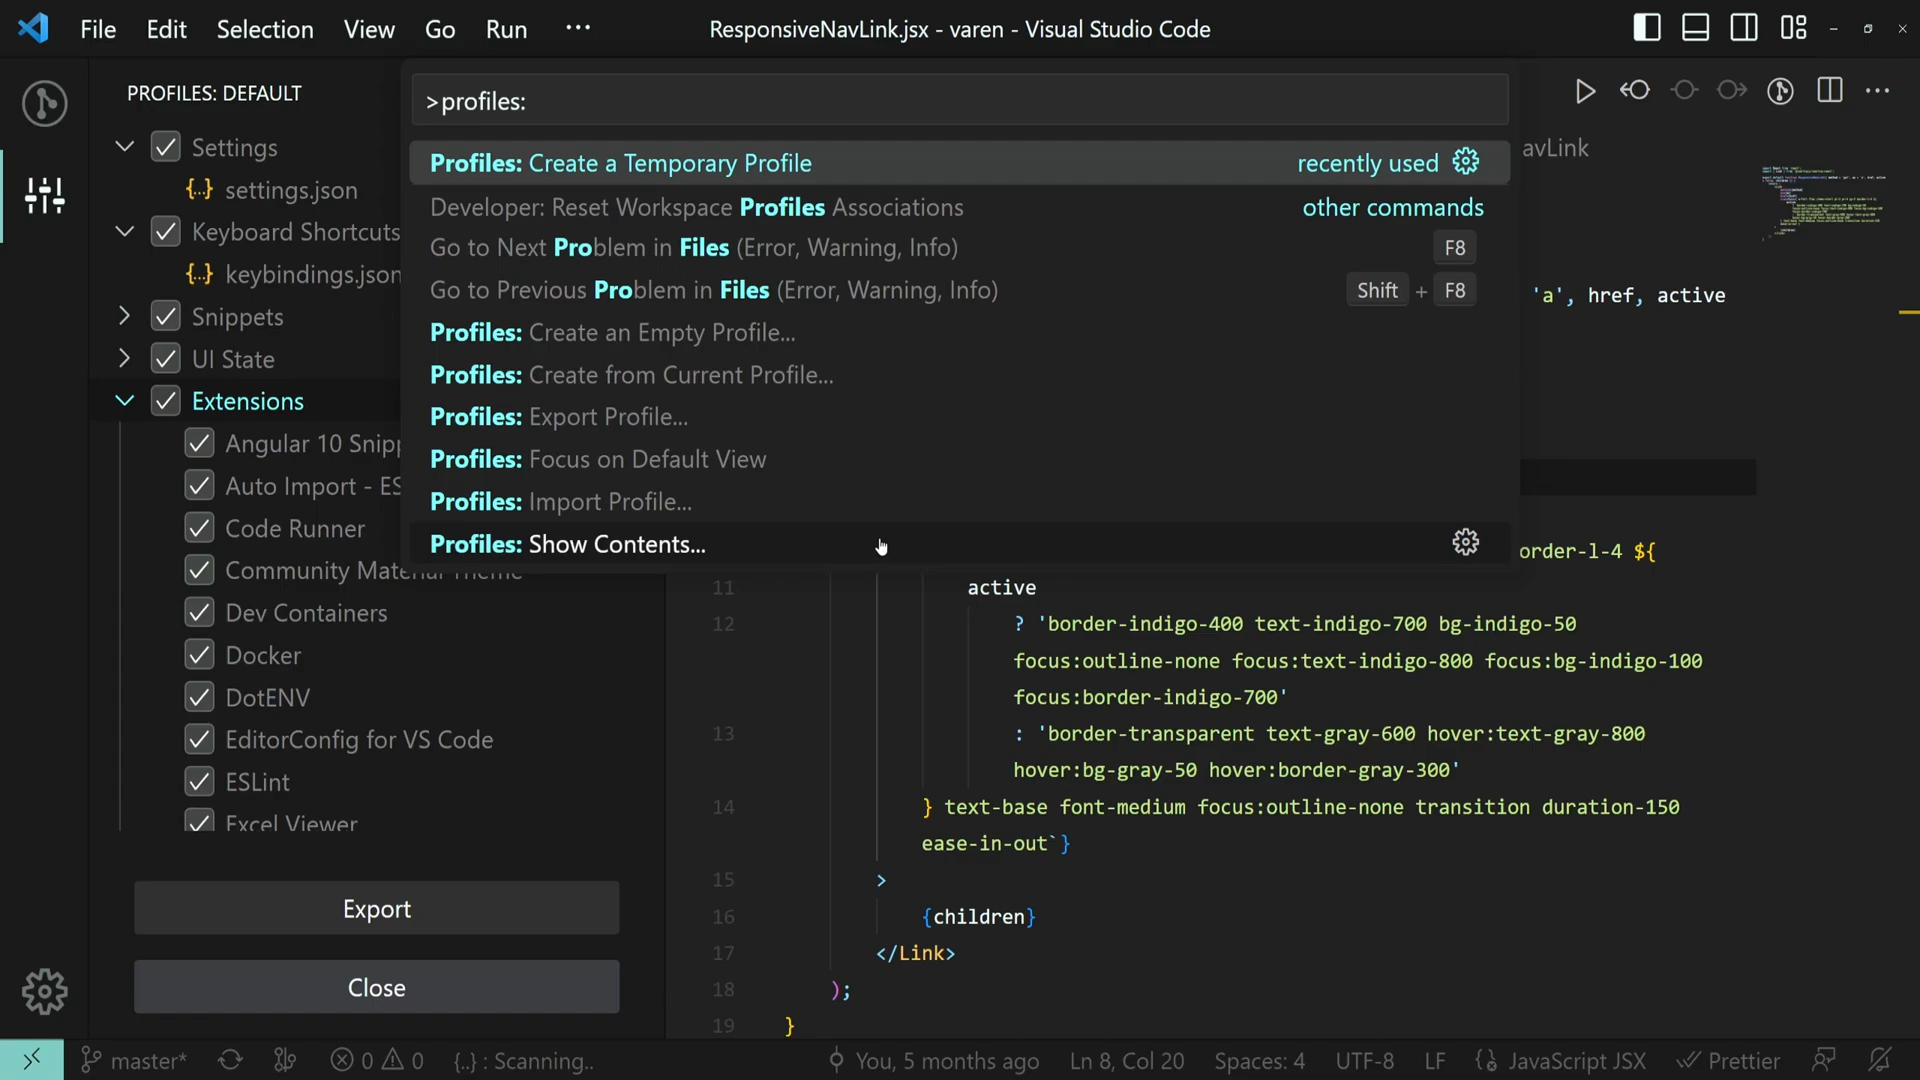 File Edit Selection View Go Run ···
ResponsiveNavLink.jsx - varen - Visual Studio Code
PROFILES: DEFAULT
Settings
{..} settings.json
Keyboard Shortcuts
{..} keybindings.json
Snippets
UI State
Extensions
Angular 10 Snipp
Auto Import - ES
Code Runner
Community Material Theme
Dev Containers
Docker
DotENV
EditorConfig for VS Code
ESLint
Excel Viewer
Export
Close
>profiles:
Profiles: Create a Temporary Profile recently used
Developer: Reset Workspace Profiles Associations other commands
Go to Next Problem in Files (Error, Warning, Info) F8
Go to Previous Problem in Files (Error, Warning, Info) Shift + F8
Profiles: Create an Empty Profile...
Profiles: Create from Current Profile...
Profiles: Export Profile...
Profiles: Focus on Default View
Profiles: Import Profile...
Profiles: Show Contents...
avLink
'a', href, active
order-l-4 ${
11 active
12 ? 'border-indigo-400 text-indigo-700 bg-indigo-50
focus:outline-none focus:text-indigo-800 focus:bg-indigo-100
focus:border-indigo-700'
13 : 'border-transparent text-gray-600 hover:text-gray-800
hover:bg-gray-50 hover:border-gray-300'
14 } text-base font-medium focus:outline-none transition duration-150
ease-in-out`}
15 >
16 {children}
17 </Link>
18 );
19 }
master* 0 0 {..} : Scanning.. You, 5 months ago Ln 8, Col 20 Spaces: 4 UTF-8 LF JavaScript JSX Prettier